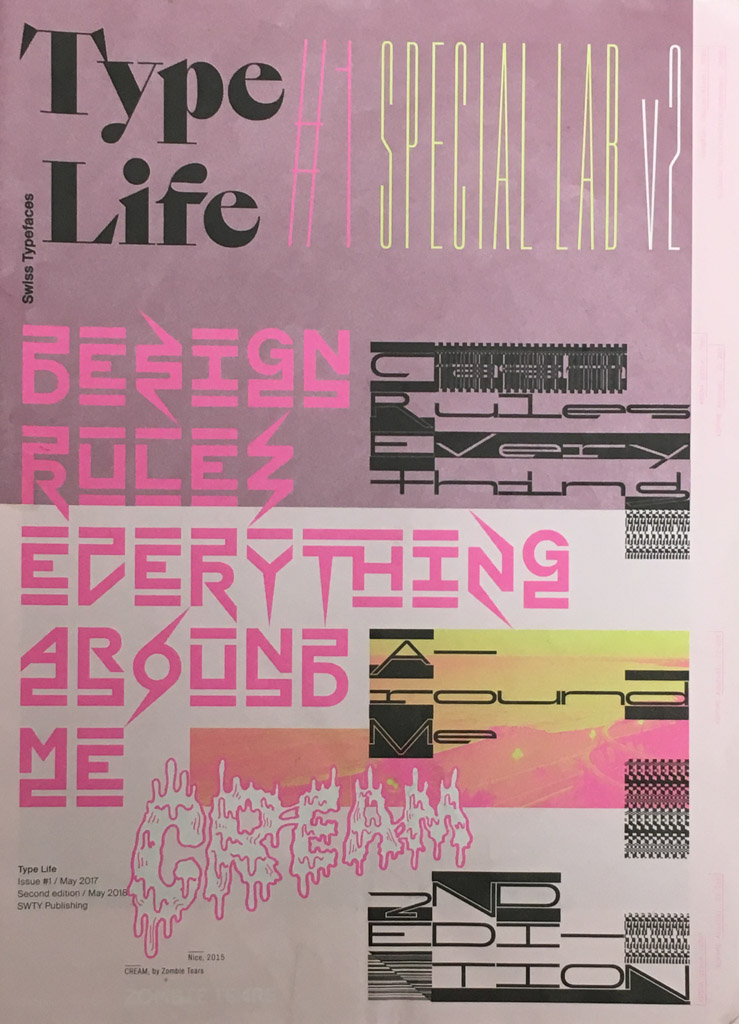 Type
Life
#1 SPECIAL LAB v2
Swiss Typefaces
DESIGN
RULES
EVERYTHING
AROUND
ME
CREAM
Rules
Every
thing
A—
round
Me
Type Life
Issue #1 / May 2017
Second edition / May 2018
SWTY Publishing
Nice, 2015
CREAM, by Zombie Tears
2ND
EDI—
TION